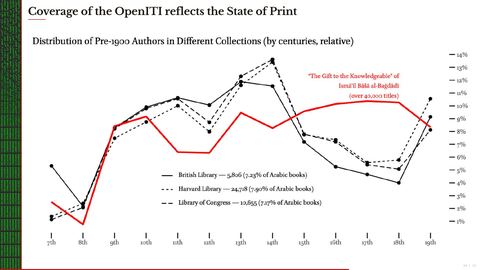 Coverage of the OpenITI reflects the State of Print
Distribution of Pre-1900 Authors in Different Collections (by centuries, relative)
"The Gift to the Knowledgeable" of
Ismāʿīl Bāšā al-Baġdādī
(over 40,000 titles)
14%
13%
12%
11%
10%
9%
8%
7%
6%
5%
4%
3%
2%
1%
British Library — 5,806 (7.23% of Arabic books)
Harvard Library — 24,718 (7.90% of Arabic books)
Library of Congress — 10,655 (7.17% of Arabic books)
7th 8th 9th 10th 11th 12th 13th 14th 15th 16th 17th 18th 19th